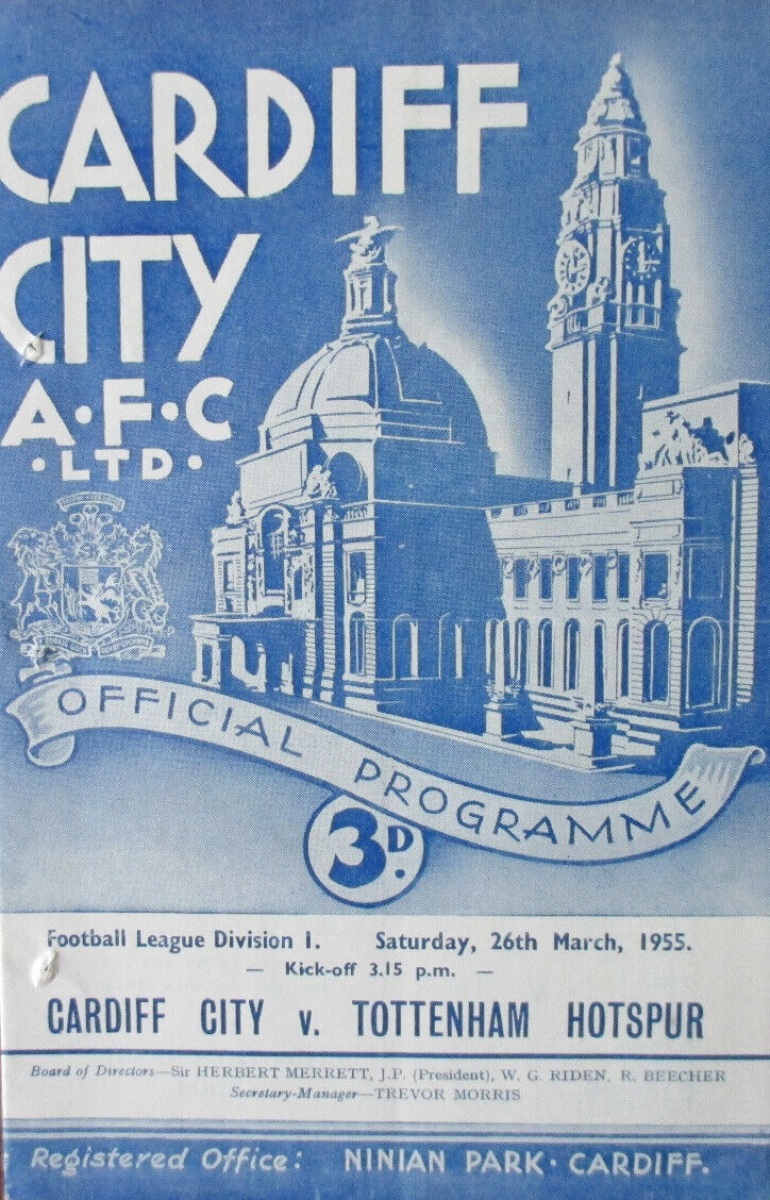 CARDIFF
CITY
A·F·C
·LTD·
OFFICIAL PROGRAMME
3D.
Football League Division 1. Saturday, 26th March, 1955.
— Kick-off 3.15 p.m. —
CARDIFF CITY v. TOTTENHAM HOTSPUR
Board of Directors—Sir HERBERT MERRETT, J.P. (President), W. G. RIDEN, R. BEECHER
Secretary-Manager—TREVOR MORRIS
Registered Office: NINIAN PARK· CARDIFF.